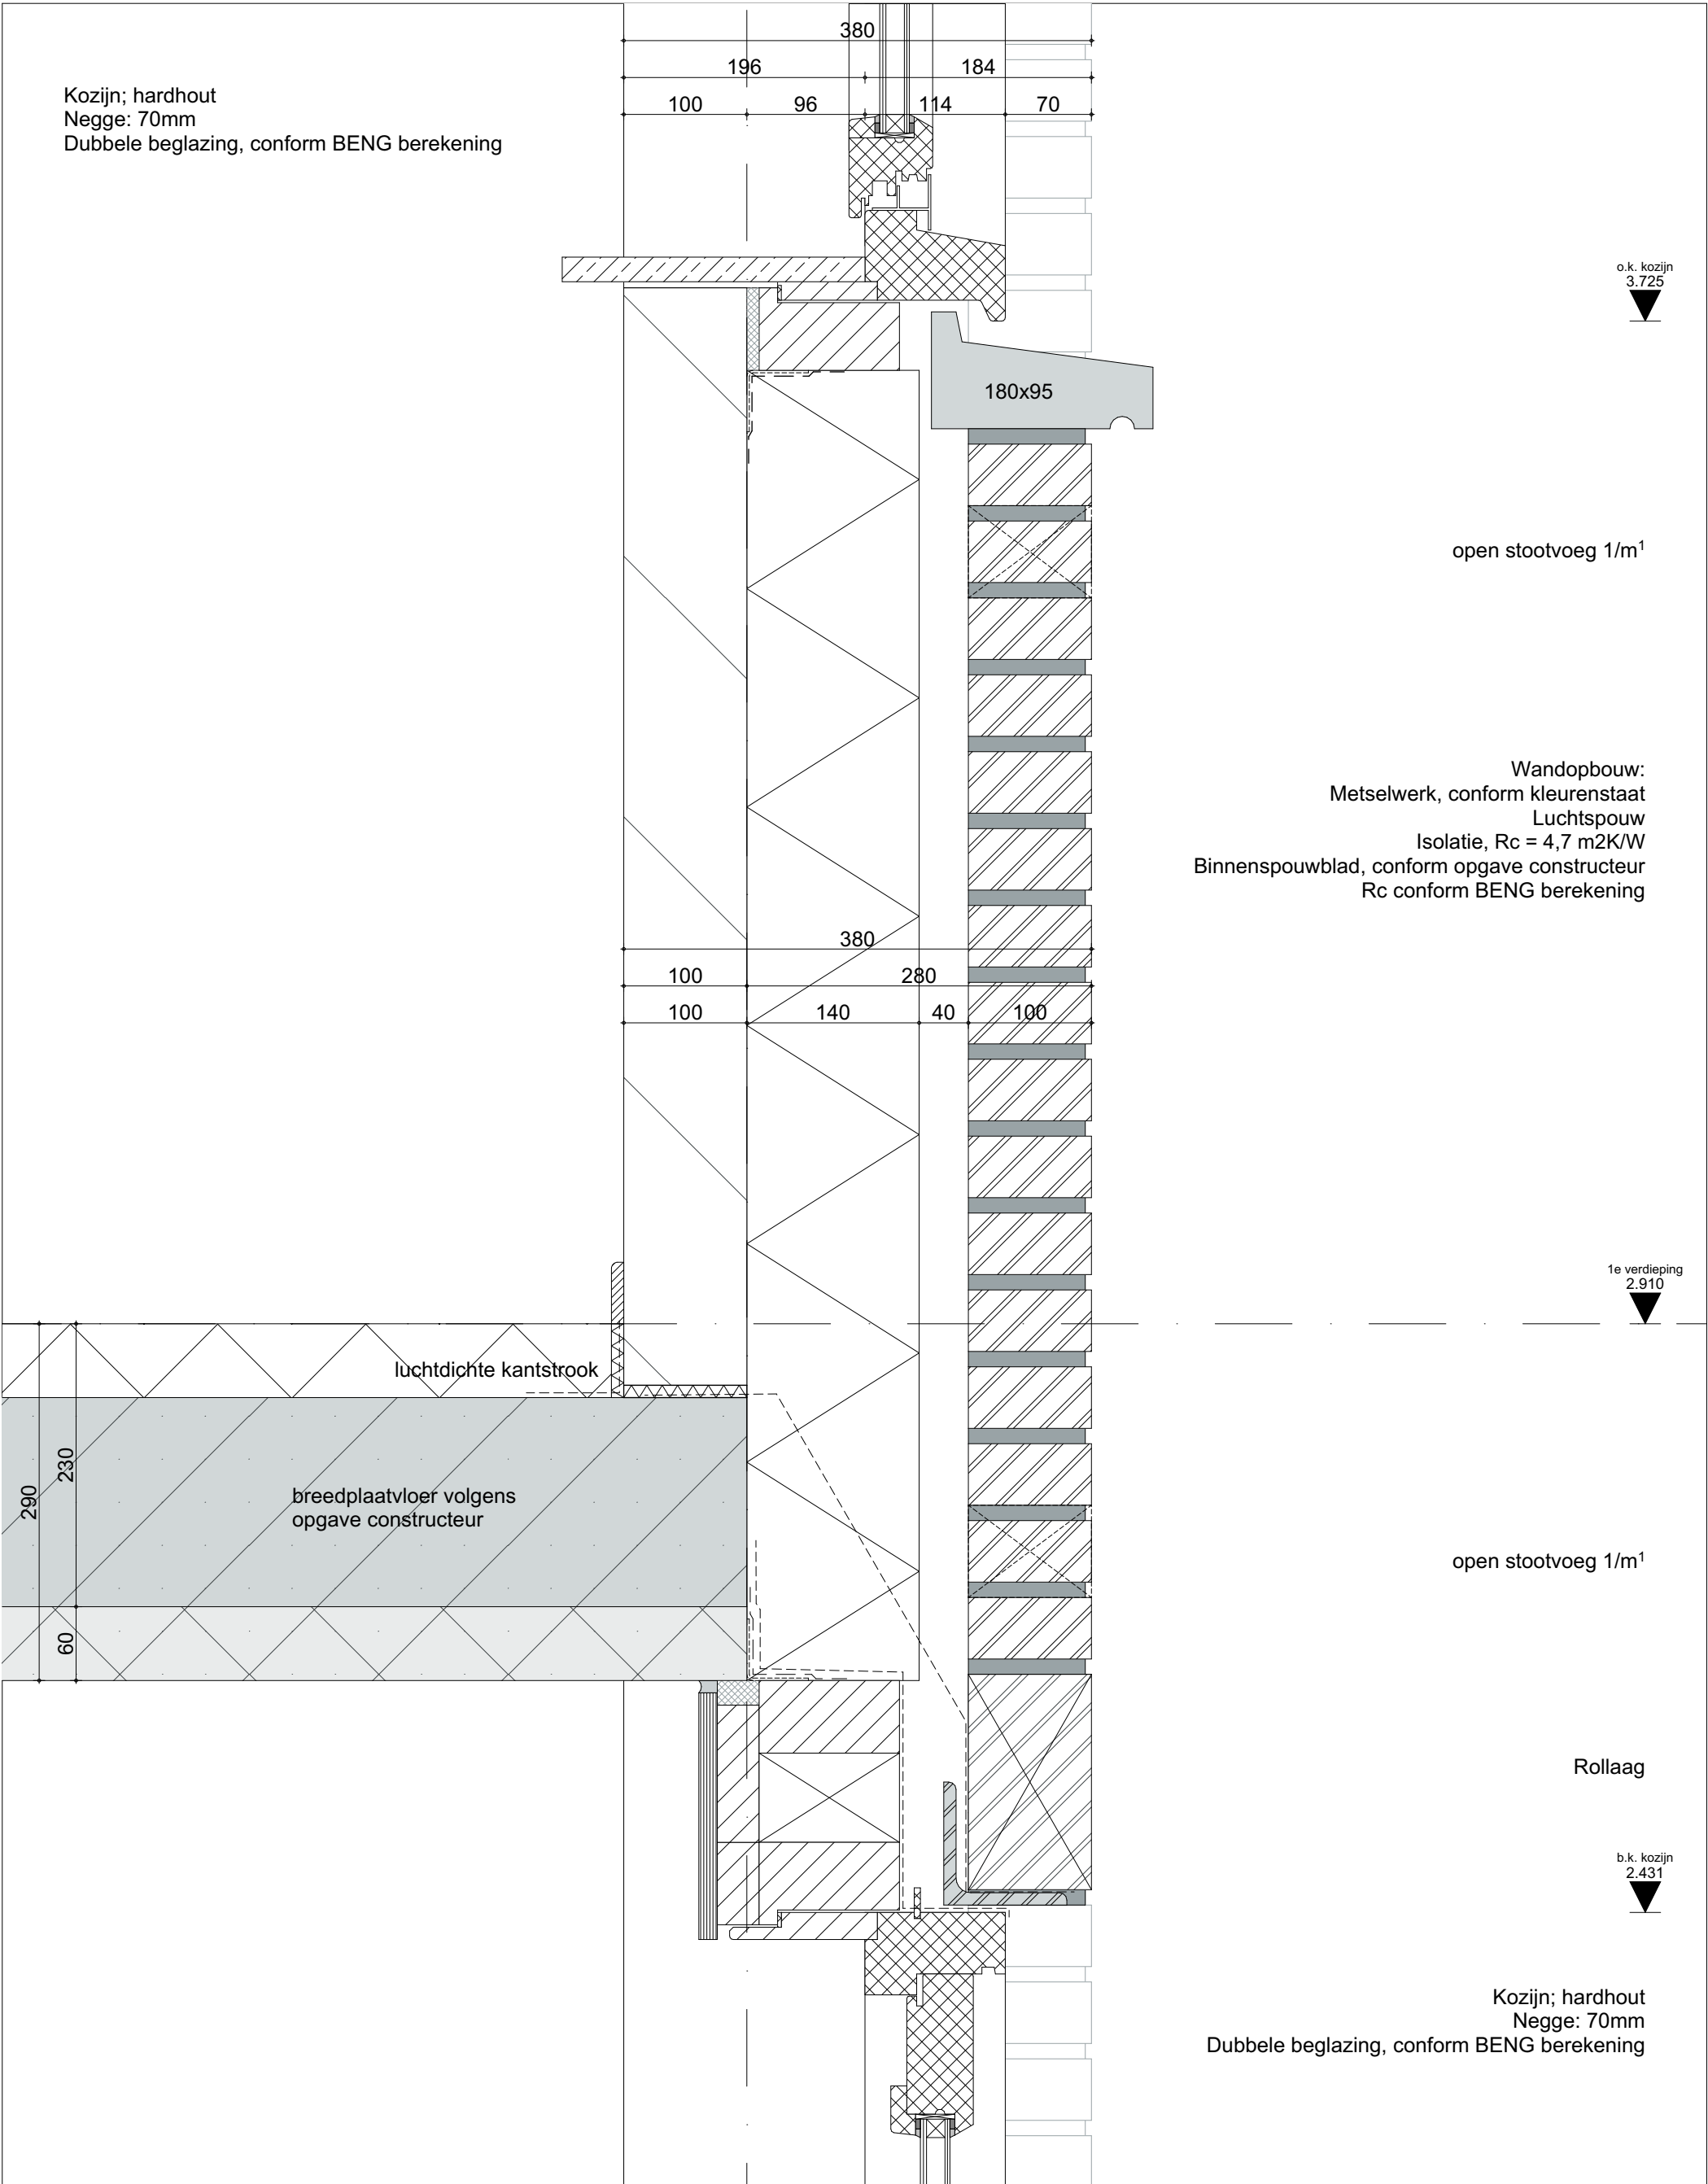 380
196 184
100 96 114 70
Kozijn; hardhout
Negge: 70mm
Dubbele beglazing, conform BENG berekening
o.k. kozijn
3.725
180x95
open stootvoeg 1/m¹
Wandopbouw:
Metselwerk, conform kleurenstaat
Luchtspouw
Isolatie, Rc = 4,7 m2K/W
Binnenspouwblad, conform opgave constructeur
Rc conform BENG berekening
380
100 280
100 140 40 100
1e verdieping
2.910
luchtdichte kantstrook
290
230
60
breedplaatvloer volgens
opgave constructeur
open stootvoeg 1/m¹
Rollaag
b.k. kozijn
2.431
Kozijn; hardhout
Negge: 70mm
Dubbele beglazing, conform BENG berekening